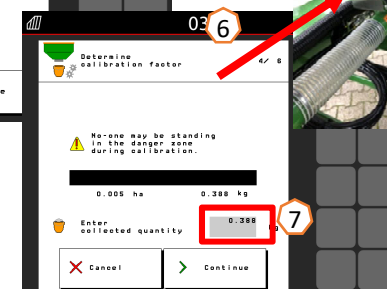 03
6
Determine
calibration factor
4/ 6
e
No-one may be standing
in the danger zone
during calibration.
0.005 ha
0.388 kg
Enter
collected quantity
0.388
7
Cancel
Continue